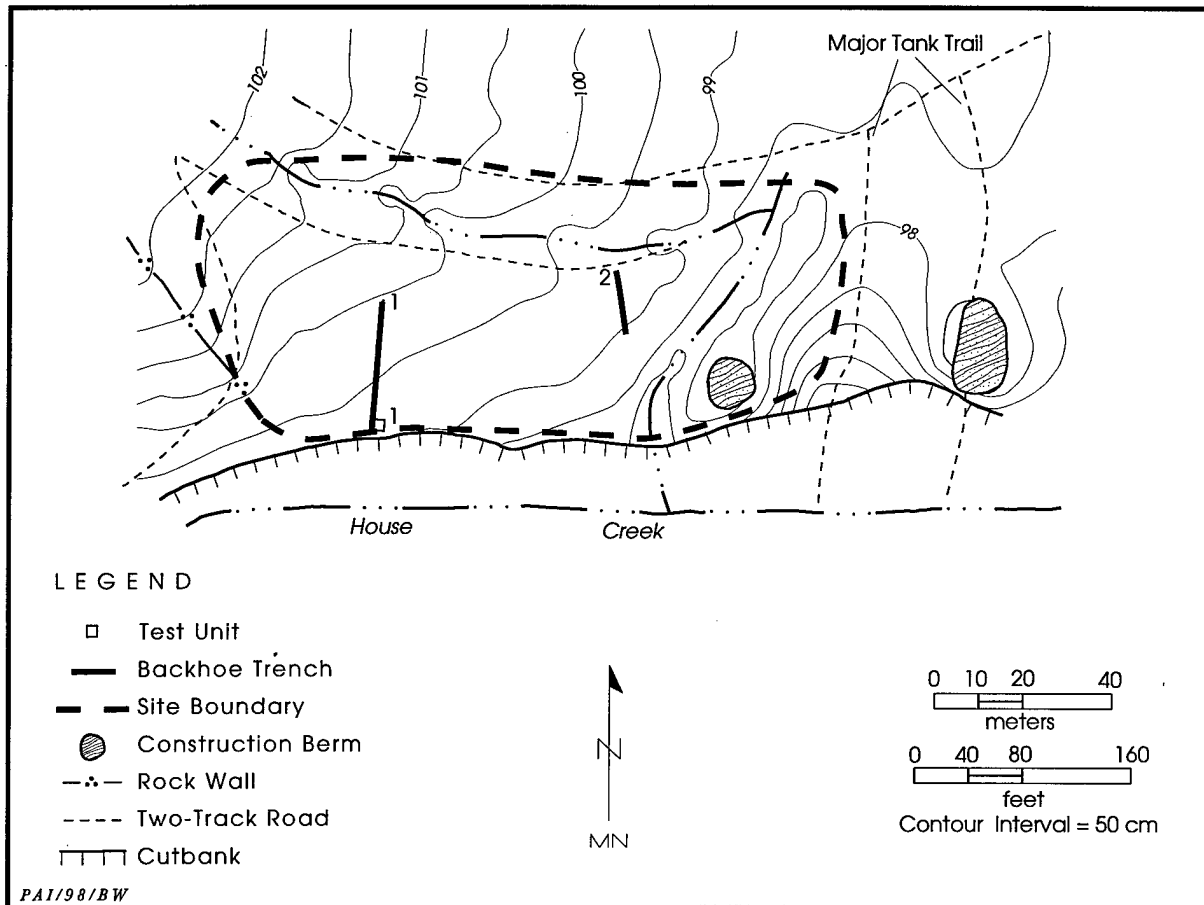 Major Tank Trail
102
101
100
99
98
1
2
1
House Creek
LEGEND
Test Unit
Backhoe Trench
Site Boundary
Construction Berm
Rock Wall
Two-Track Road
Cutbank
N
MN
0 10 20 40
meters
0 40 80 160
feet
Contour Interval = 50 cm
PAI/98/BW